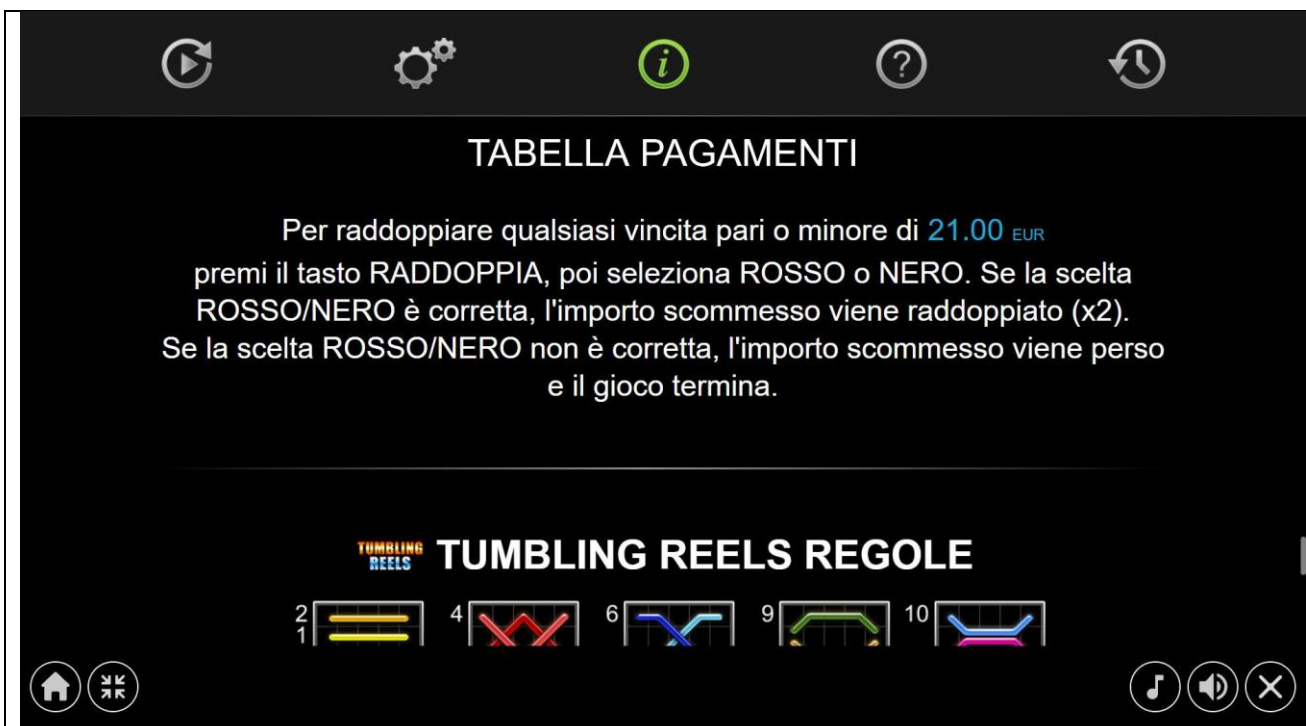 TABELLA PAGAMENTI
Per raddoppiare qualsiasi vincita pari o minore di 21.00 EUR
premi il tasto RADDOPPIA, poi seleziona ROSSO o NERO. Se la scelta
ROSSO/NERO è corretta, l'importo scommesso viene raddoppiato (x2).
Se la scelta ROSSO/NERO non è corretta, l'importo scommesso viene perso
e il gioco termina.
TUMBLING
REELS
TUMBLING REELS REGOLE
2 4 6 9 10
1